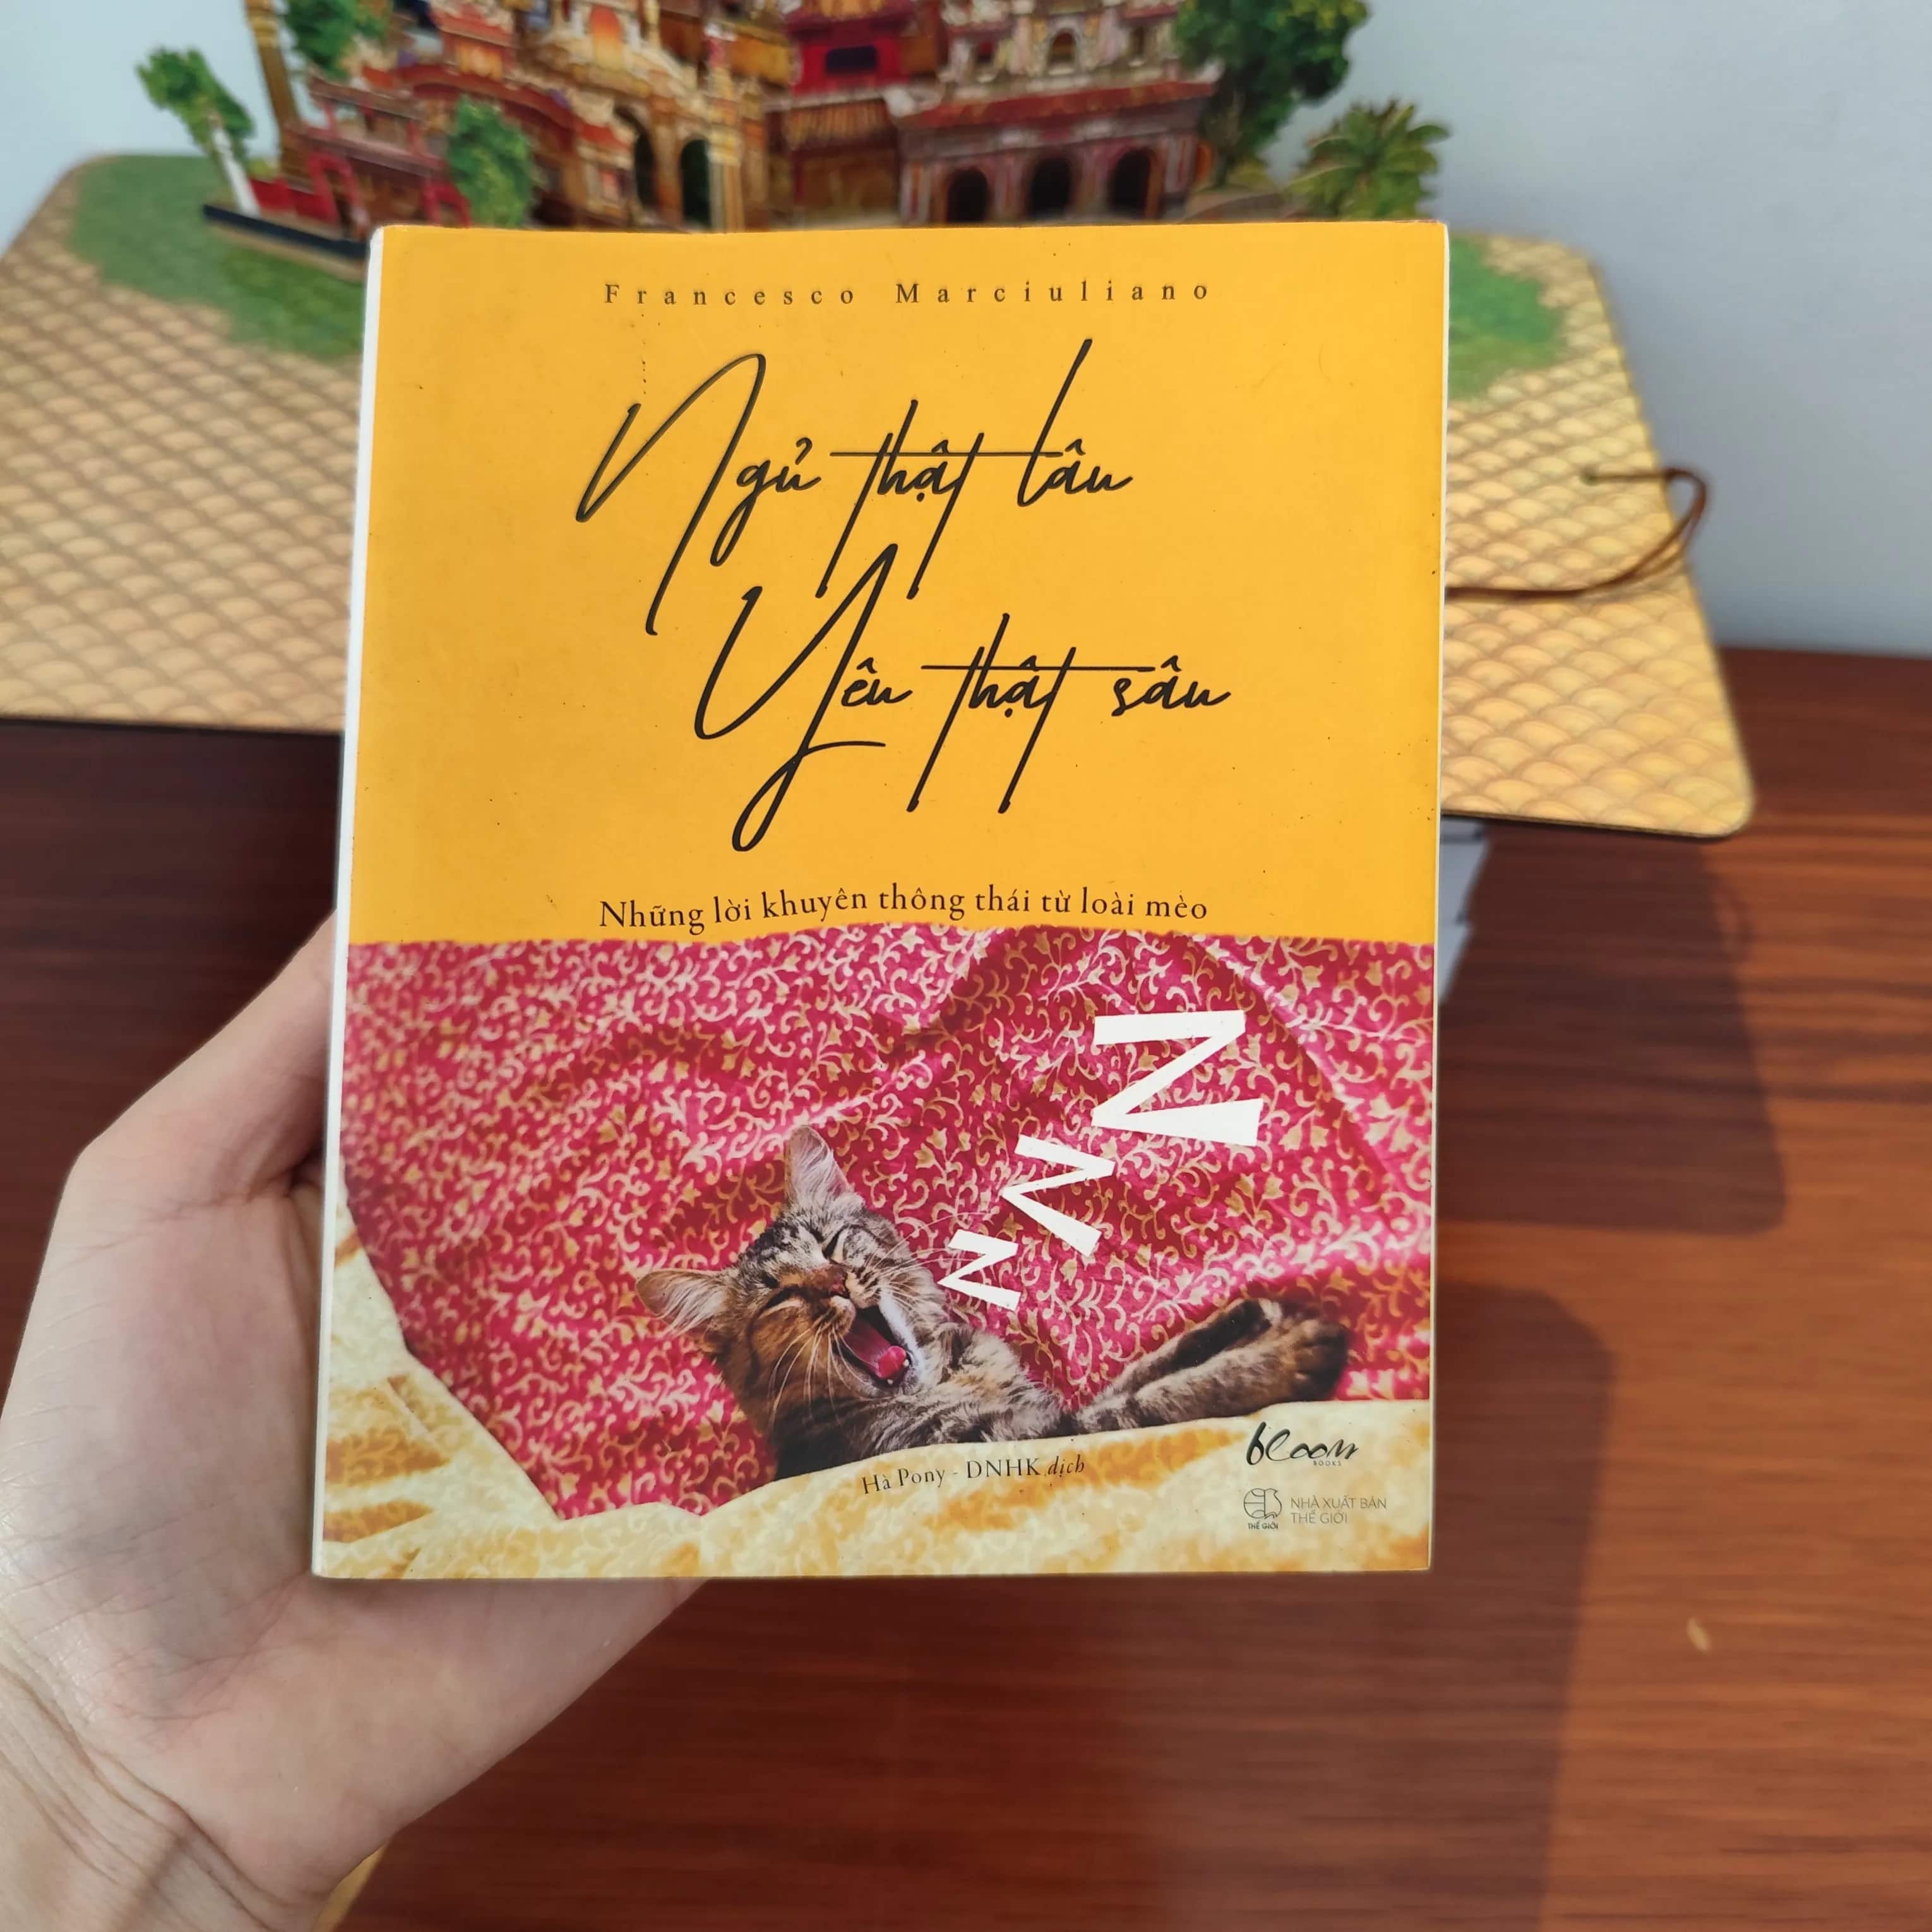 Francesco Marciuliano
Ngủ thật lâu
Yêu thật sâu
Những lời khuyên thông thái từ loài mèo
N
N
N
Hà Pony - DNHK dịch
bloom
BOOKS
NHÀ XUẤT BẢN
THẾ GIỚI
THẾ GIỚI